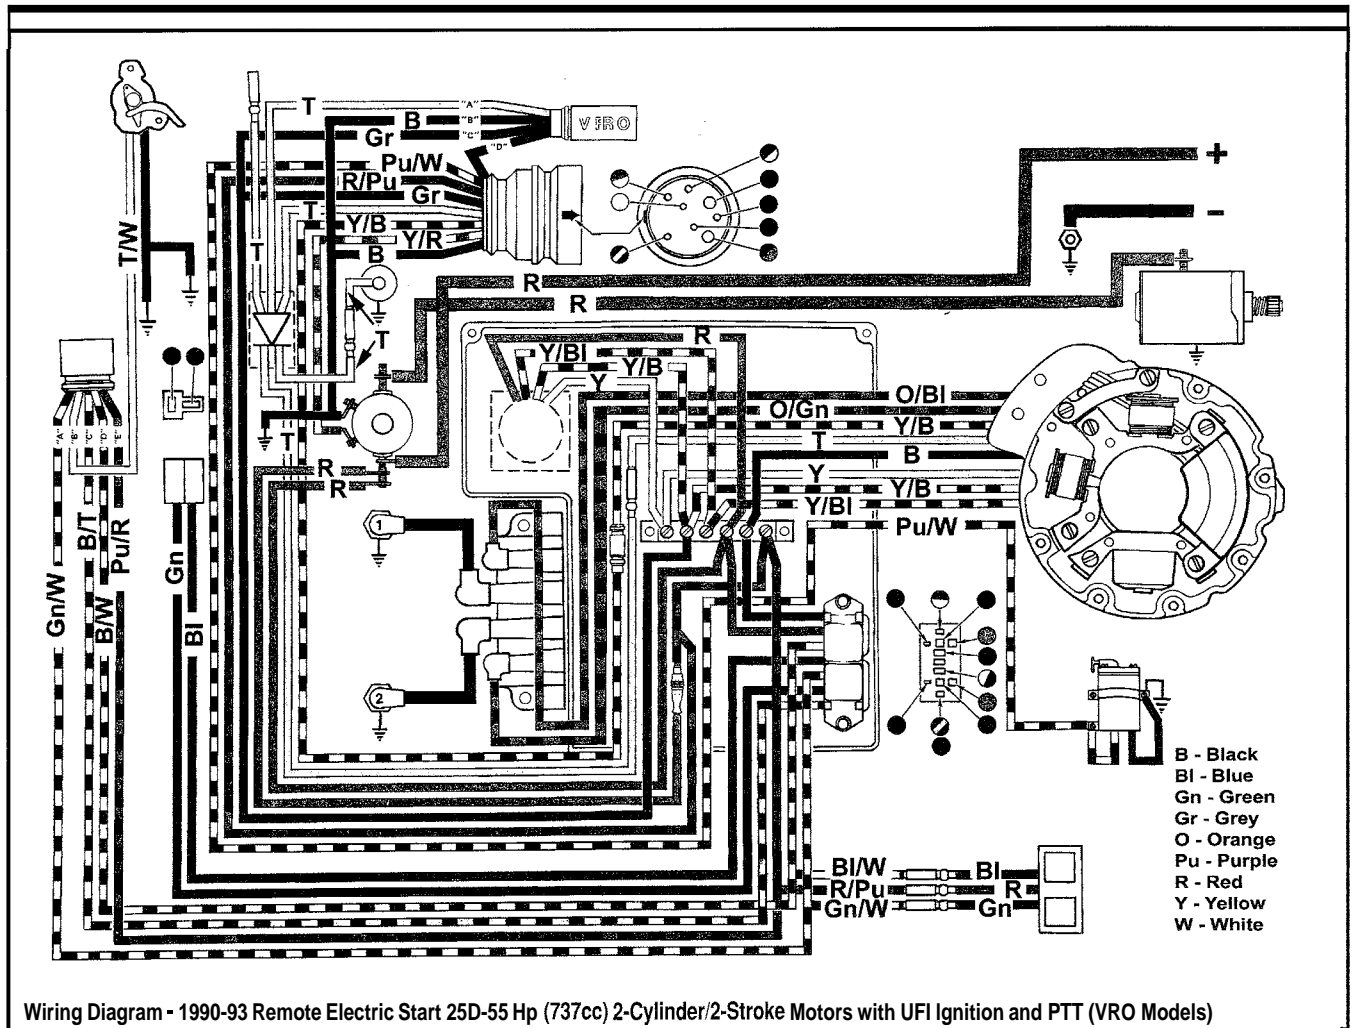 T
"A"
B
"B"
VRO
Gr
"C"
"D"
Pu/W
R/Pu
Gr
T
Y/B
Y/R
B
T/W
T
+
-
R
R
R
T
Y/Bl
Y/B
Y
O/Bl
O/Gn
Y/B
T
B
Y
Y/B
Y/Bl
Pu/W
"A"
"B"
"C"
"D"
"E"
T
R
R
1
2
Gn/W
B/T
B/W
Pu/R
Gn
Bl
B - Black
Bl - Blue
Gn - Green
Gr - Grey
O - Orange
Pu - Purple
R - Red
Y - Yellow
W - White
Bl/W
Bl
R/Pu
R
Gn/W
Gn
Wiring Diagram - 1990-93 Remote Electric Start 25D-55 Hp (737cc) 2-Cylinder/2-Stroke Motors with UFI Ignition and PTT (VRO Models)